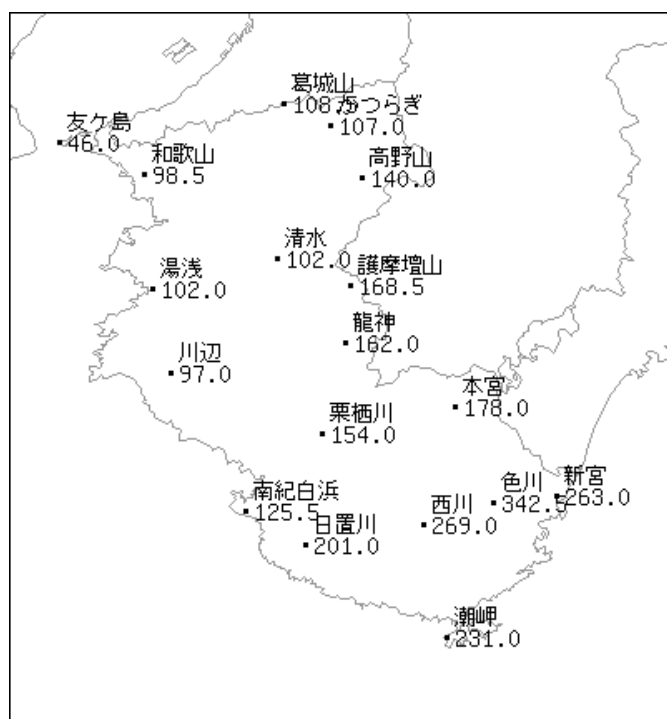 葛城山
108.5
かつらぎ
107.0
友ケ島
46.0
和歌山
98.5
高野山
140.0
清水
102.0
湯浅
102.0
護摩壇山
168.5
龍神
162.0
川辺
97.0
本宮
178.0
栗栖川
154.0
新宮
263.0
色川
342.5
南紀白浜
125.5
西川
269.0
日置川
201.0
潮岬
231.0